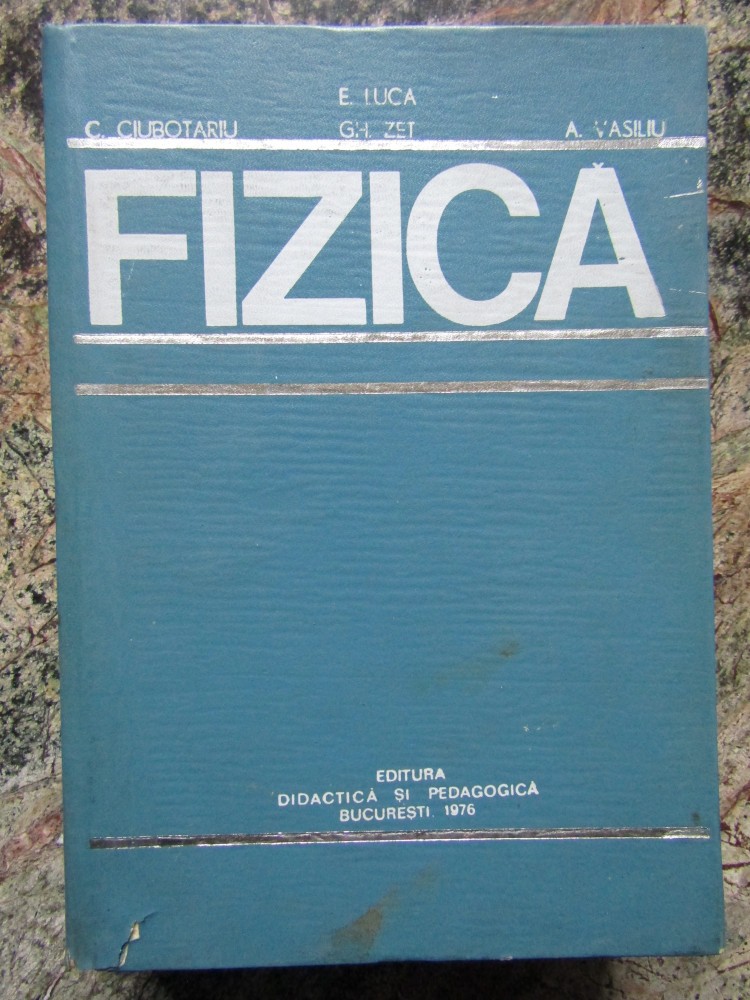 E. LUCA
C. CIUBOTARIU GH. ZET A. VASILIU
FIZICĂ
EDITURA
DIDACTICĂ ȘI PEDAGOGICĂ
BUCUREȘTI. 1976